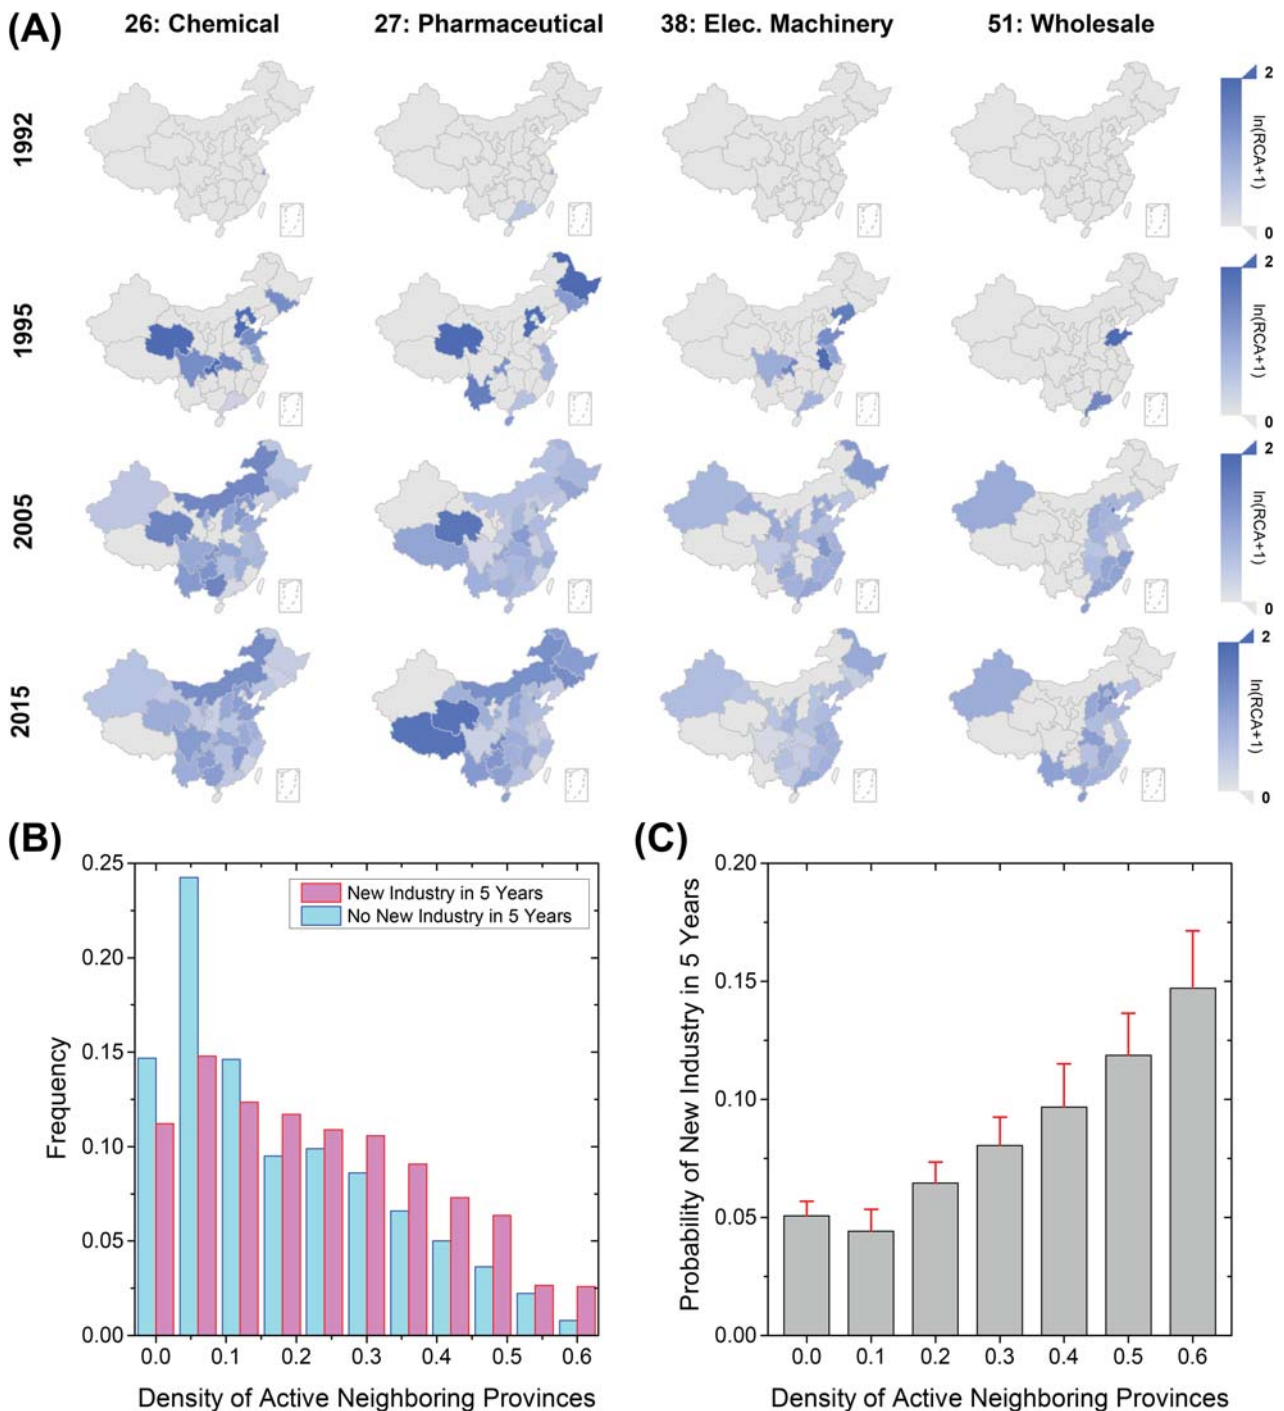 (A)
26: Chemical 27: Pharmaceutical 38: Elec. Machinery 51: Wholesale
1992
2
ln(RCA+1)
0
1995
2
ln(RCA+1)
0
2005
2
ln(RCA+1)
0
2015
2
ln(RCA+1)
0
(B)
0.25
0.20
0.15
0.10
0.05
0.00
Frequency
New Industry in 5 Years
No New Industry in 5 Years
0.0 0.1 0.2 0.3 0.4 0.5 0.6
Density of Active Neighboring Provinces
(C)
0.20
0.15
0.10
0.05
0.00
Probability of New Industry in 5 Years
0.0 0.1 0.2 0.3 0.4 0.5 0.6
Density of Active Neighboring Provinces